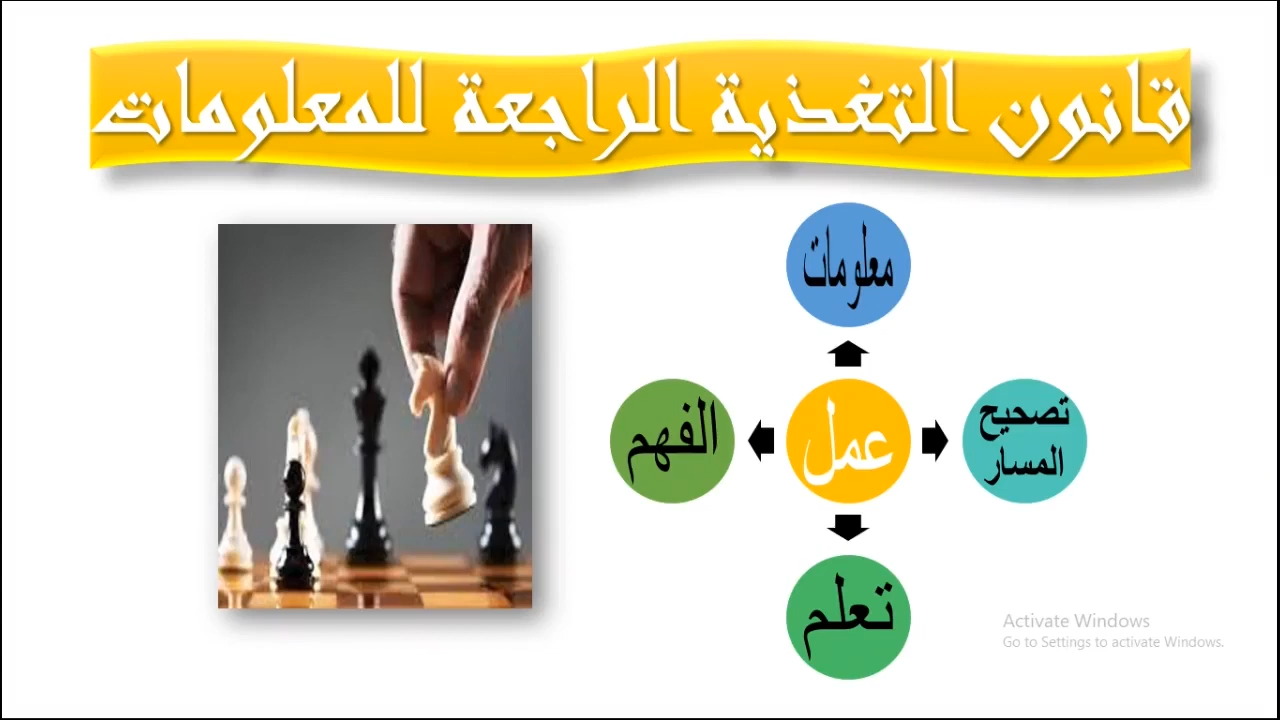 قانون التغذية الراجعة للمعلومات
معلومات
تصحيح
المسار
عمل
الفهم
تعلم
Activate Windows
Go to Settings to activate Windows.